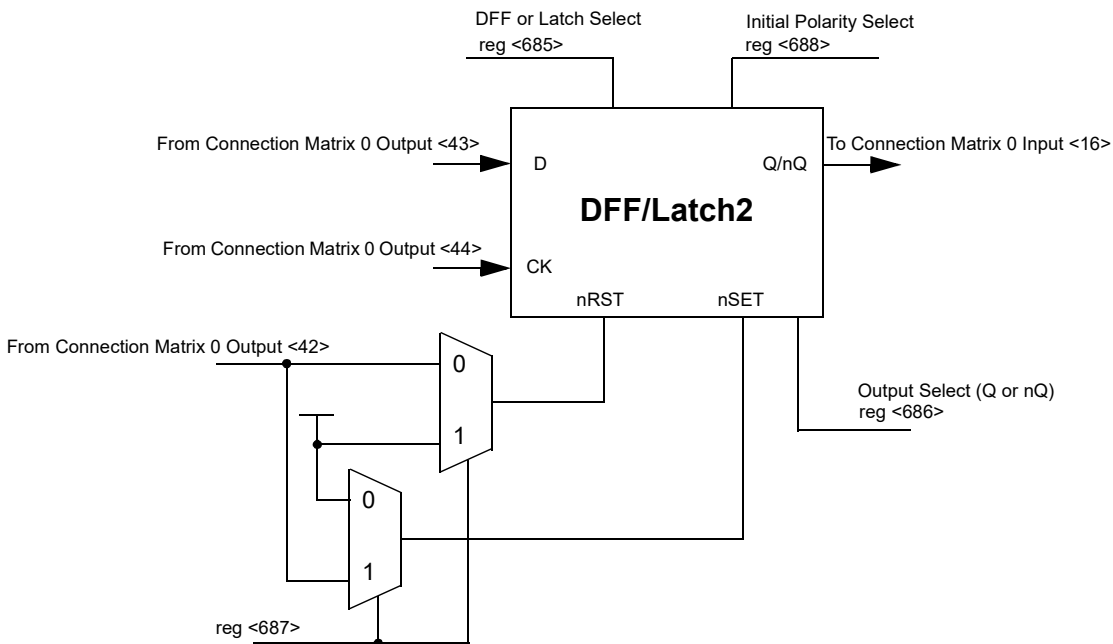 DFF or Latch Select
reg <685>
Initial Polarity Select
reg <688>
From Connection Matrix 0 Output <43>
To Connection Matrix 0 Input <16>
D
Q/nQ
DFF/Latch2
From Connection Matrix 0 Output <44>
CK
nRST
nSET
From Connection Matrix 0 Output <42>
0
1
Output Select (Q or nQ)
reg <686>
0
1
reg <687>